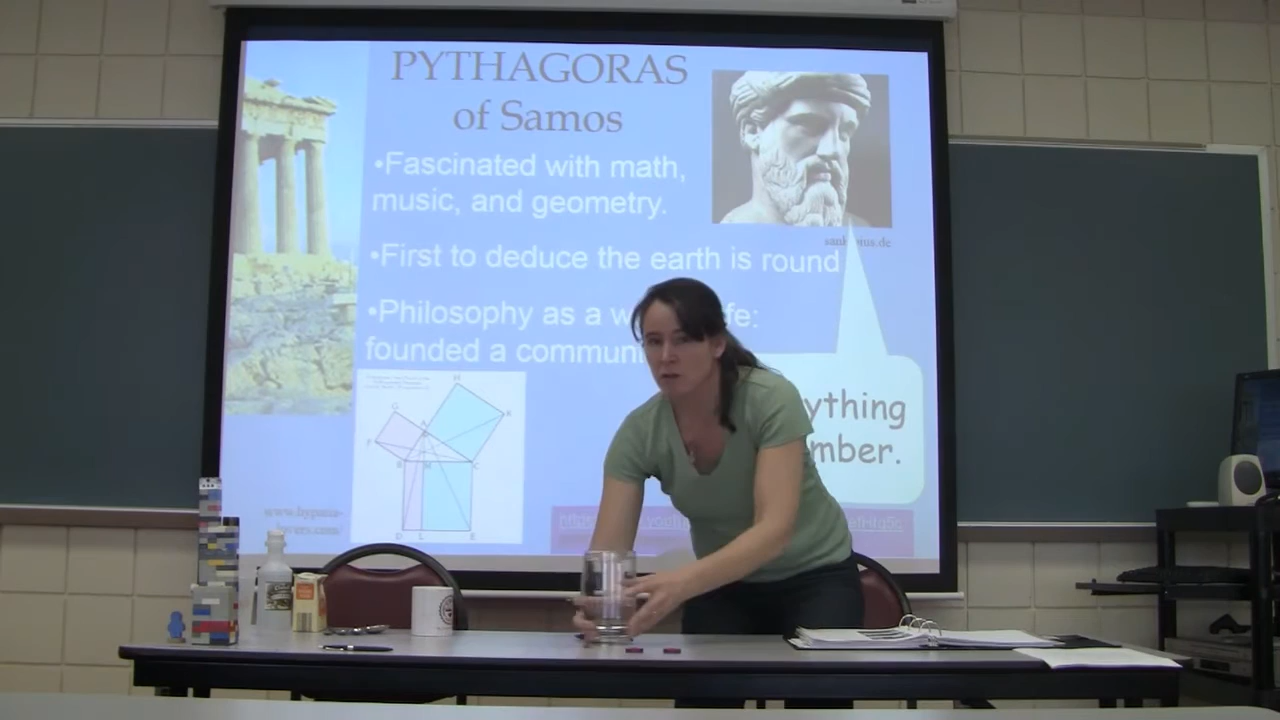 PYTHAGORAS
of Samos
•Fascinated with math,
music, and geometry.
•First to deduce the earth is round
•Philosophy as a w fe:
founded a commun
ything
mber.
H
K
G
A
F
B M C
D L E